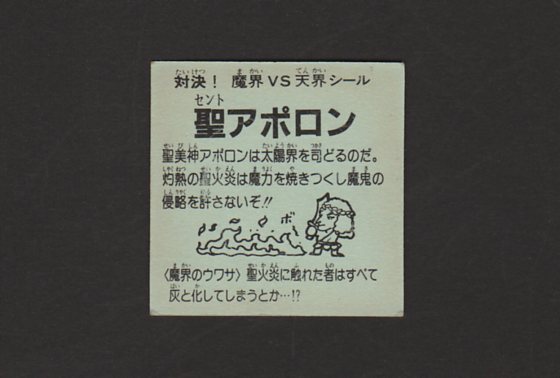 対決！ 魔界VS天界シール
聖アポロン
聖美神アポロンは太陽界を司どるのだ。
灼熱の聖火炎は魔力を焼きつくし魔鬼の
侵略を許さないぞ!!
ボ
〈魔界のウワサ〉聖火炎に触れた者はすべて
灰と化してしまうとか…!?